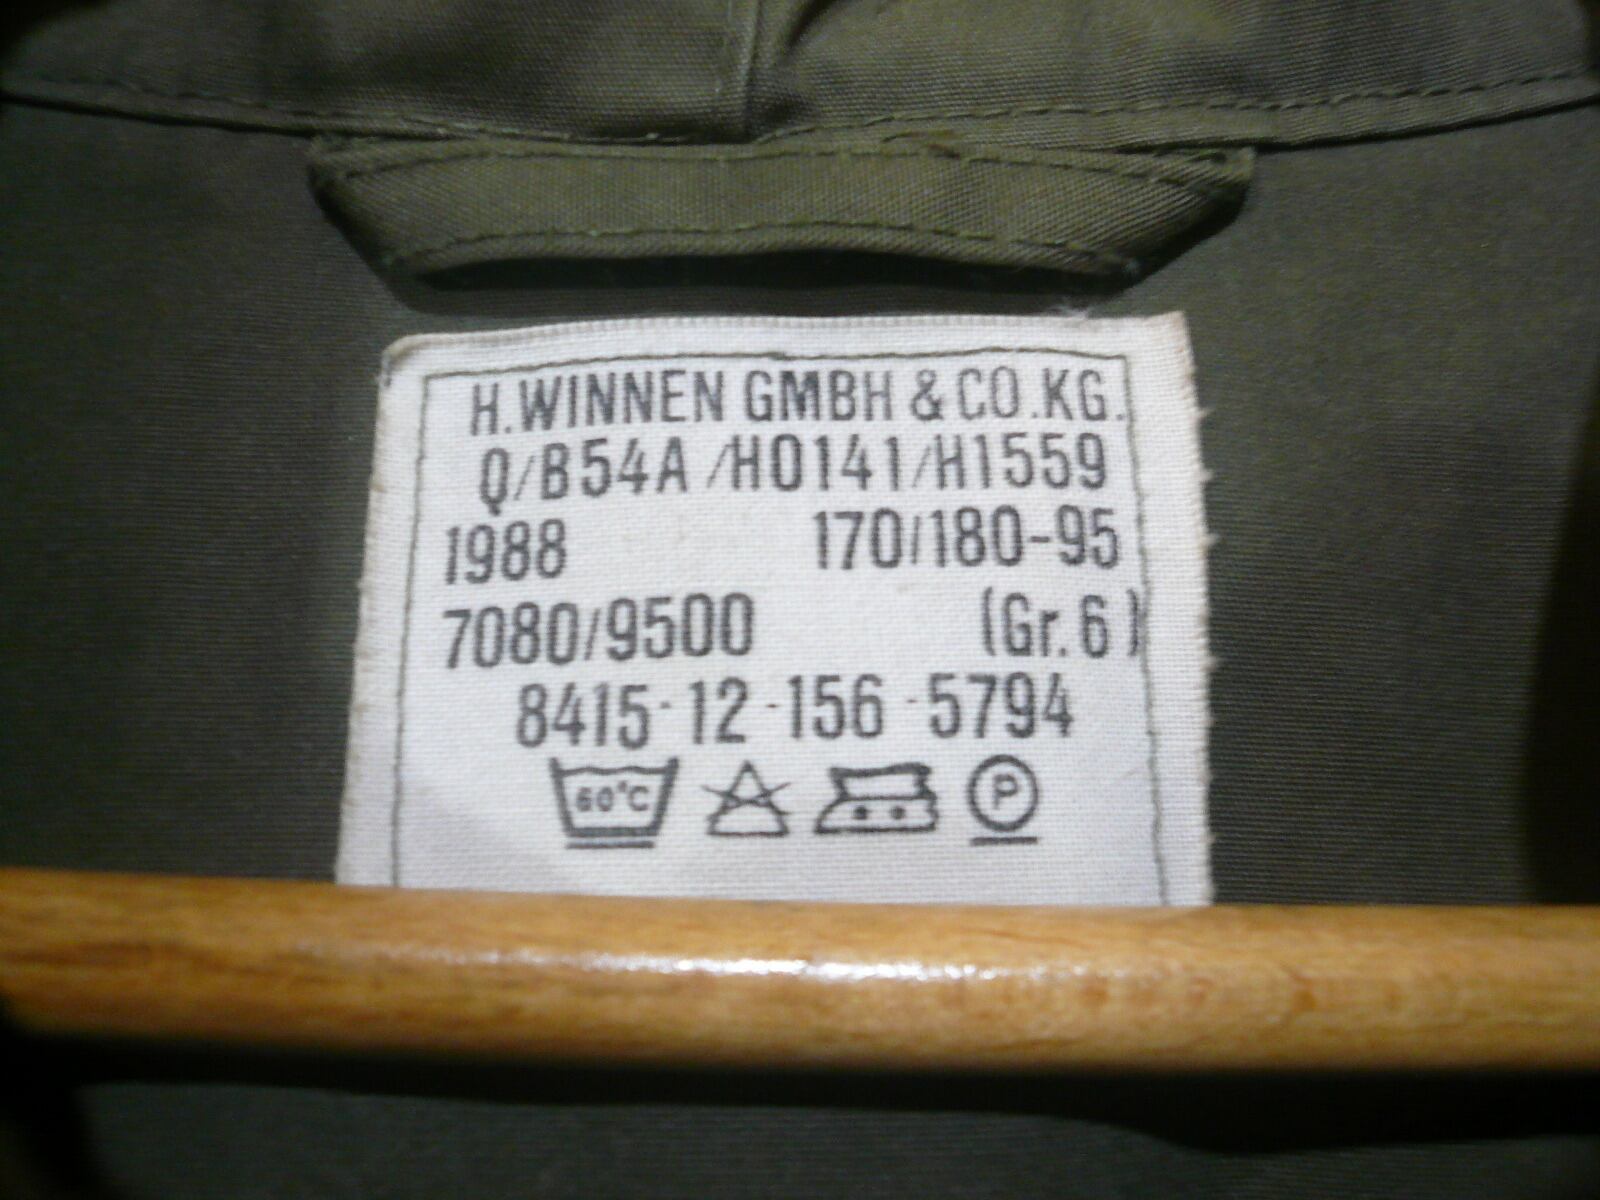 H.WINNEN GMBH & CO.KG.
Q/B54A/H0141/H1559
1988 170/180-95
7080/9500 (Gr.6)
8415-12-156-5794
60°C P